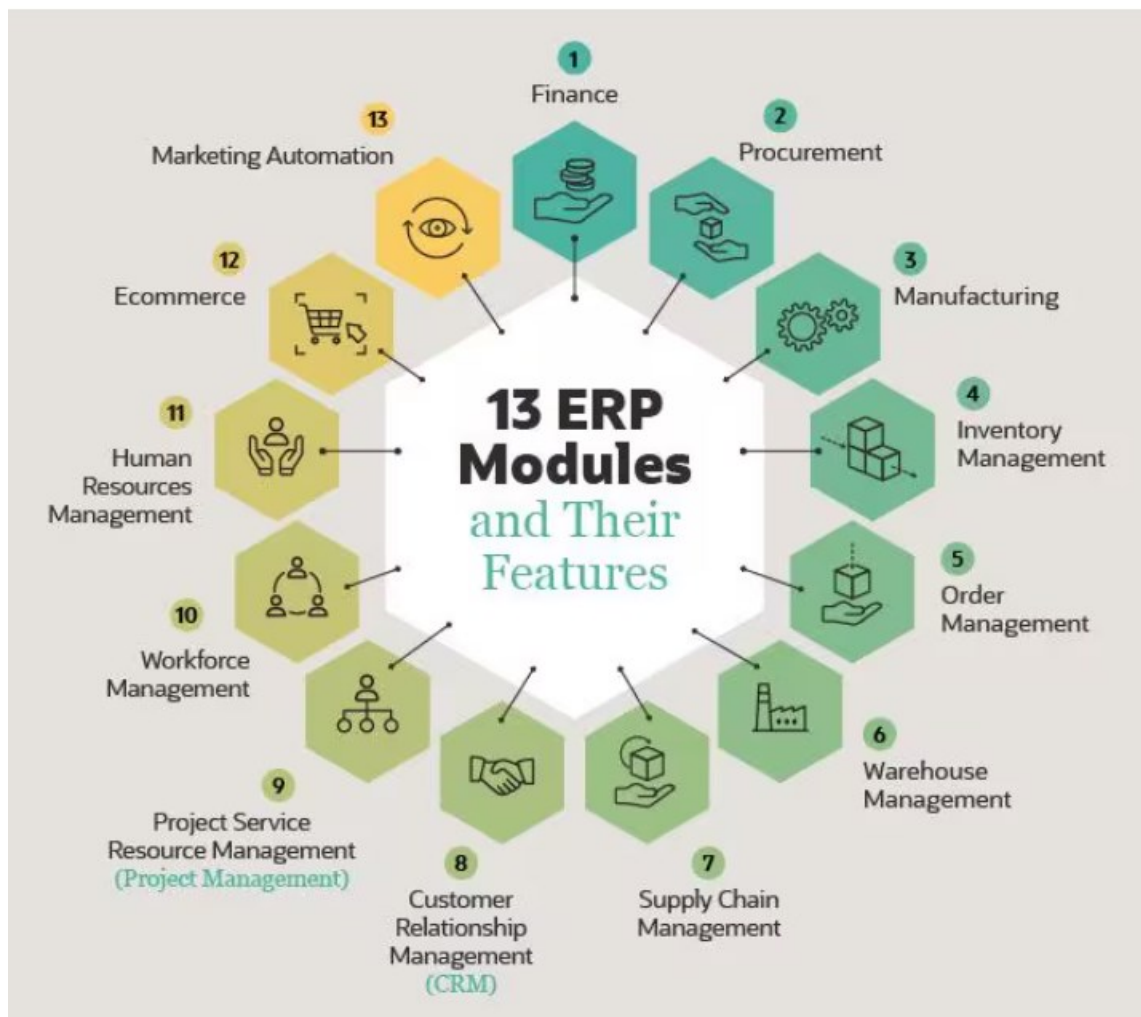 13 ERP
Modules
and Their
Features
1
Finance
2
Procurement
3
Manufacturing
4
Inventory
Management
5
Order
Management
6
Warehouse
Management
7
Supply Chain
Management
8
Customer
Relationship
Management
(CRM)
9
Project Service
Resource Management
(Project Management)
10
Workforce
Management
11
Human
Resources
Management
12
Ecommerce
13
Marketing Automation